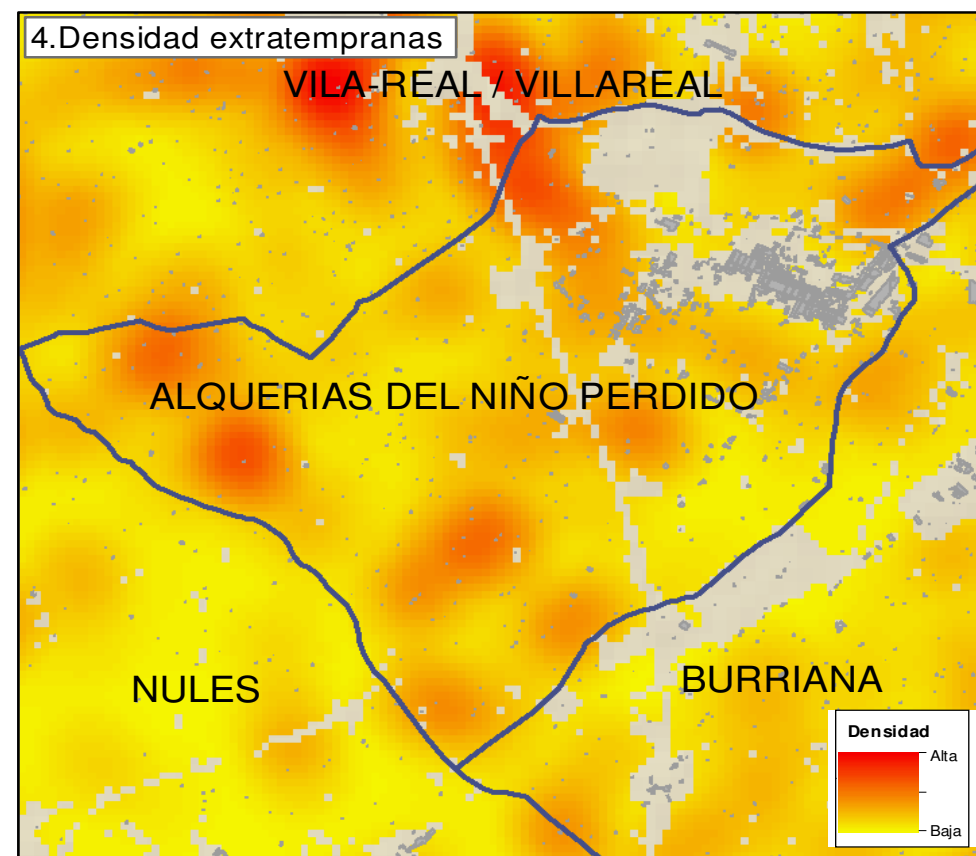 4.Densidad extratempranas
VILA-REAL / VILLAREAL
ALQUERIAS DEL NIÑO PERDIDO
NULES
BURRIANA
Densidad
Alta
Baja